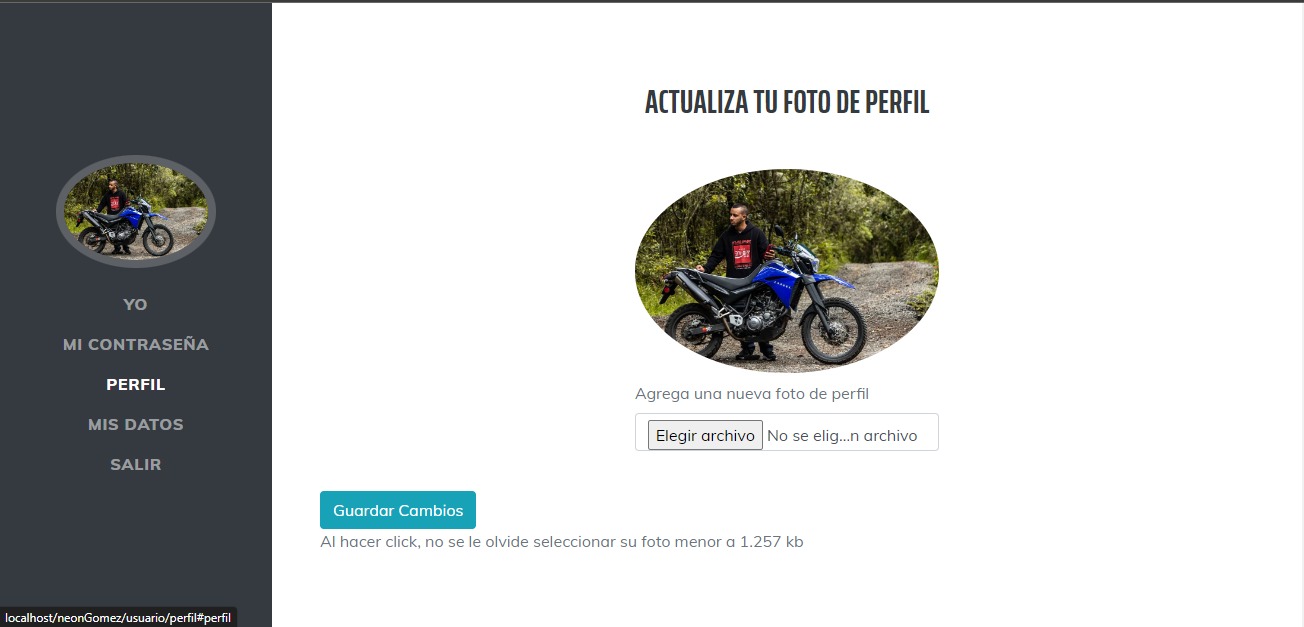 ACTUALIZA TU FOTO DE PERFIL
YO
MI CONTRASEÑA
PERFIL
MIS DATOS
SALIR
Agrega una nueva foto de perfil
Elegir archivo No se elig...n archivo
Guardar Cambios
Al hacer click, no se le olvide seleccionar su foto menor a 1.257 kb
localhost/neonGomez/usuario/perfil#perfil